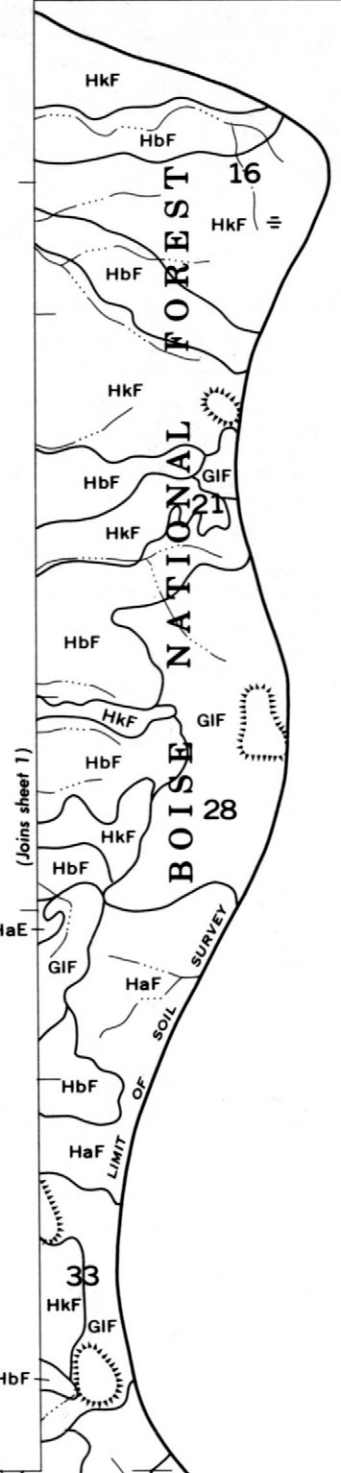 HkF
HbF
16
HkF
HbF
HkF
HbF
GlF
21
HkF
HbF
GlF
HkF
HbF
28
HkF
HbF
HaE
GlF
HaF
HbF
HaF
33
HkF
GlF
HbF
BOISE NATIONAL FOREST
(Joins sheet 1)
LIMIT OF SOIL SURVEY